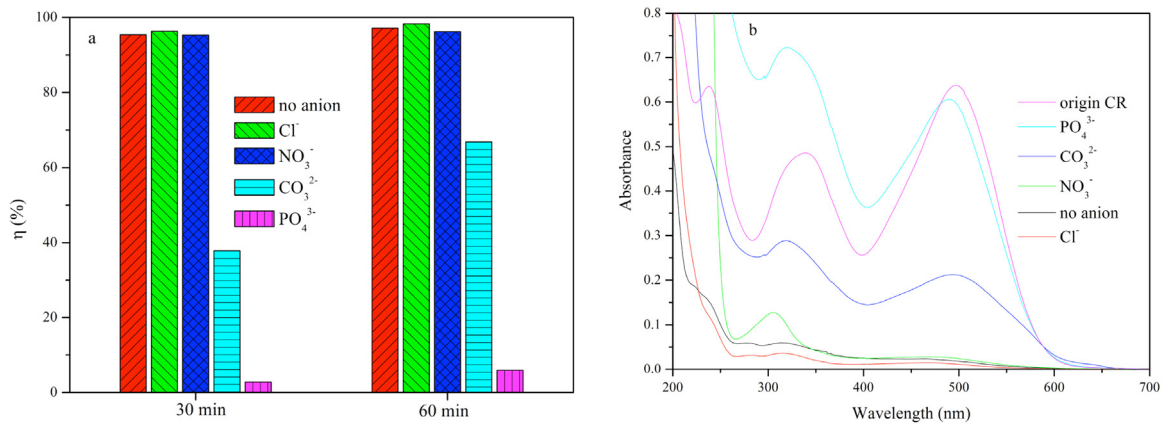 a
η (%)
100
80
60
40
20
0
no anion
Cl⁻
NO₃⁻
CO₃²⁻
PO₄³⁻
30 min
60 min
b
Absorbance
0.8
0.7
0.6
0.5
0.4
0.3
0.2
0.1
0.0
origin CR
PO₄³⁻
CO₃²⁻
NO₃⁻
no anion
Cl⁻
200 300 400 500 600 700
Wavelength (nm)